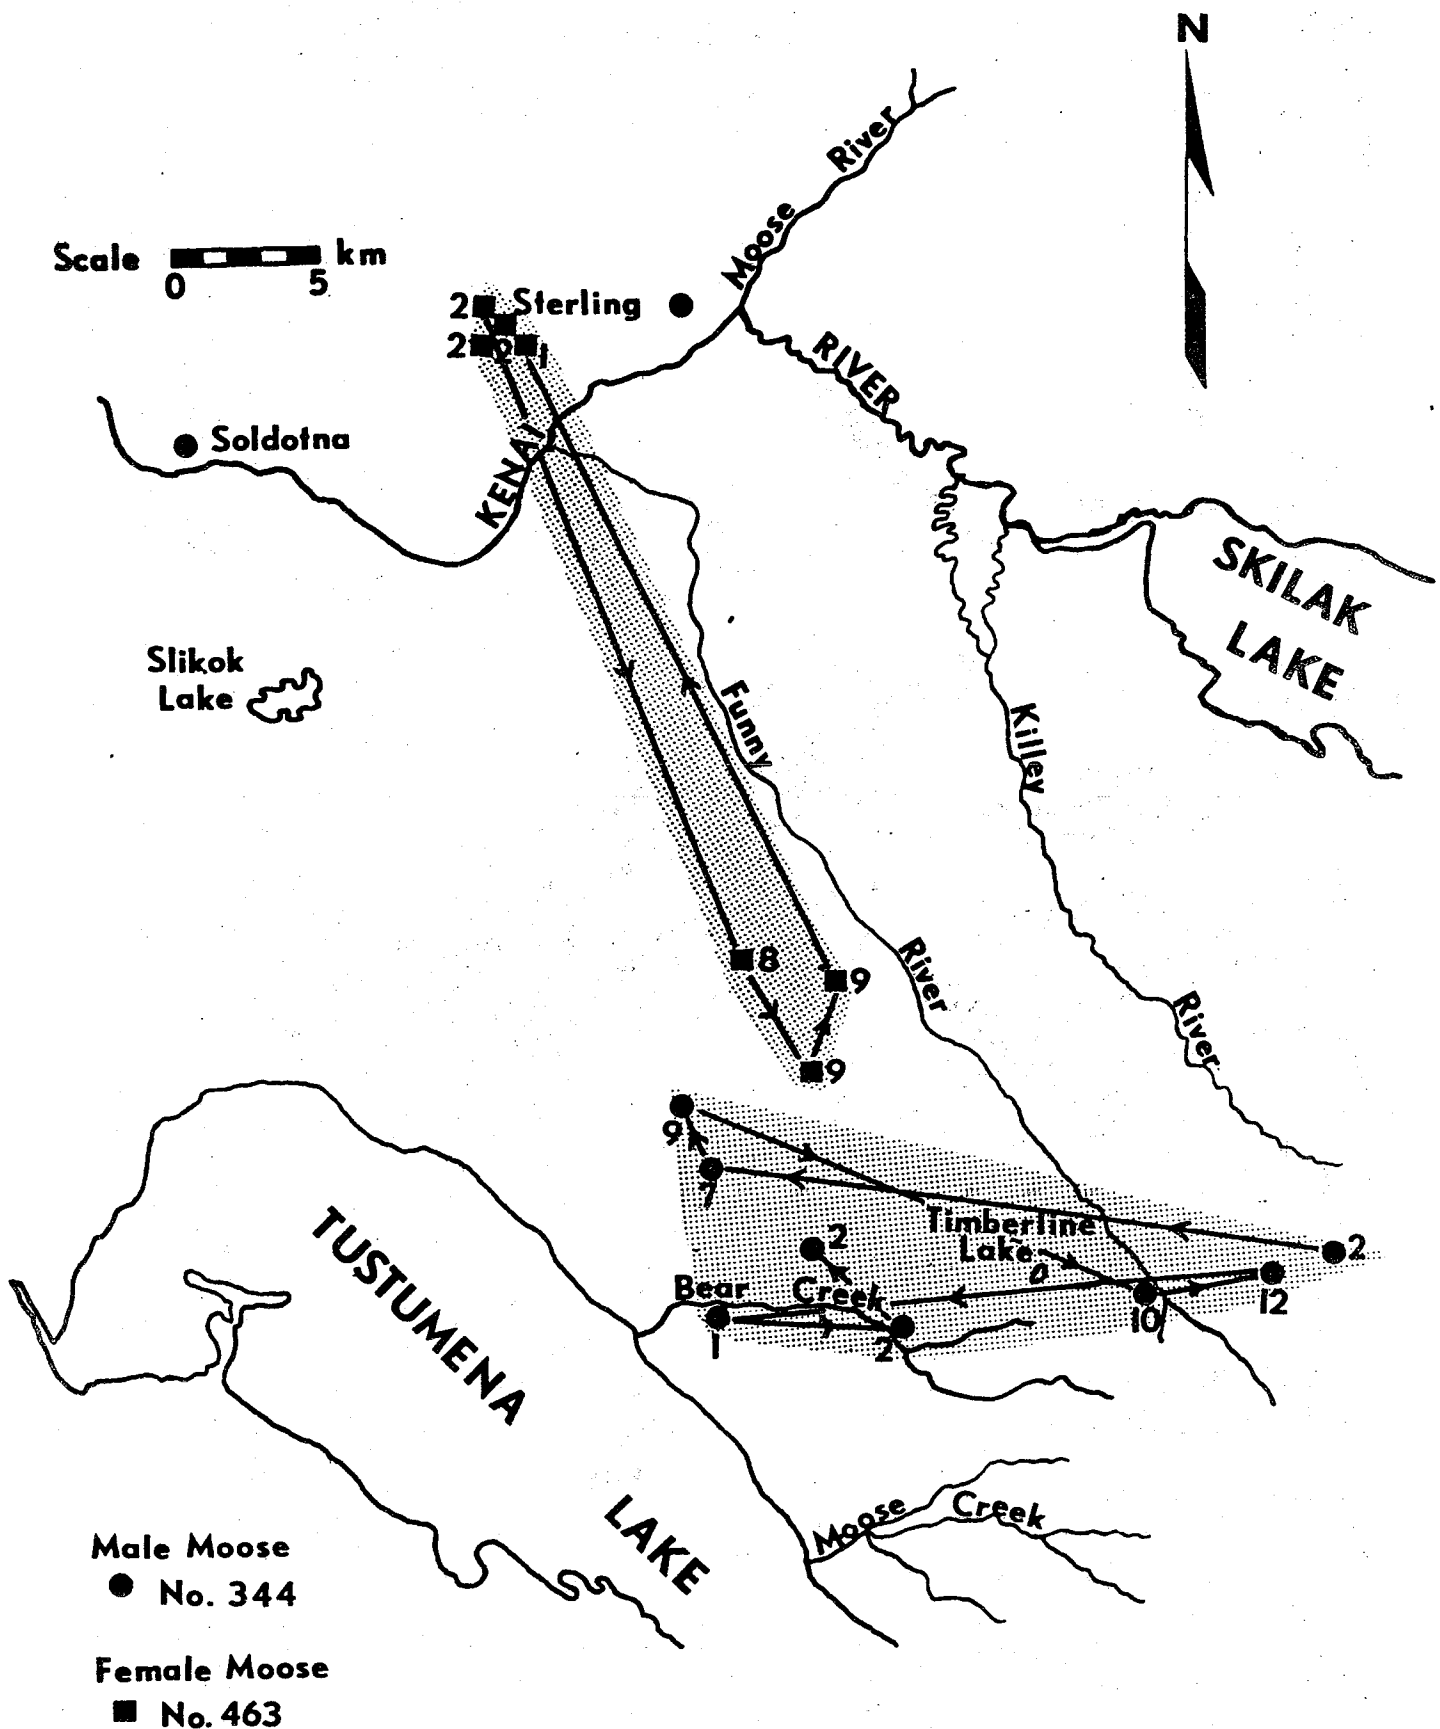 N
Moose River
Scale 0 5 km
2 Sterling
2 2 1
RIVER
Soldotna
KENAI
SKILAK
LAKE
Slikok
Lake
Funny
Killey
8
9
River
River
9
9
7
Timberline
Lake
2
2
Bear Creek
10
12
1
2
TUSTUMENA
LAKE
Moose Creek
Male Moose
No. 344
Female Moose
No. 463